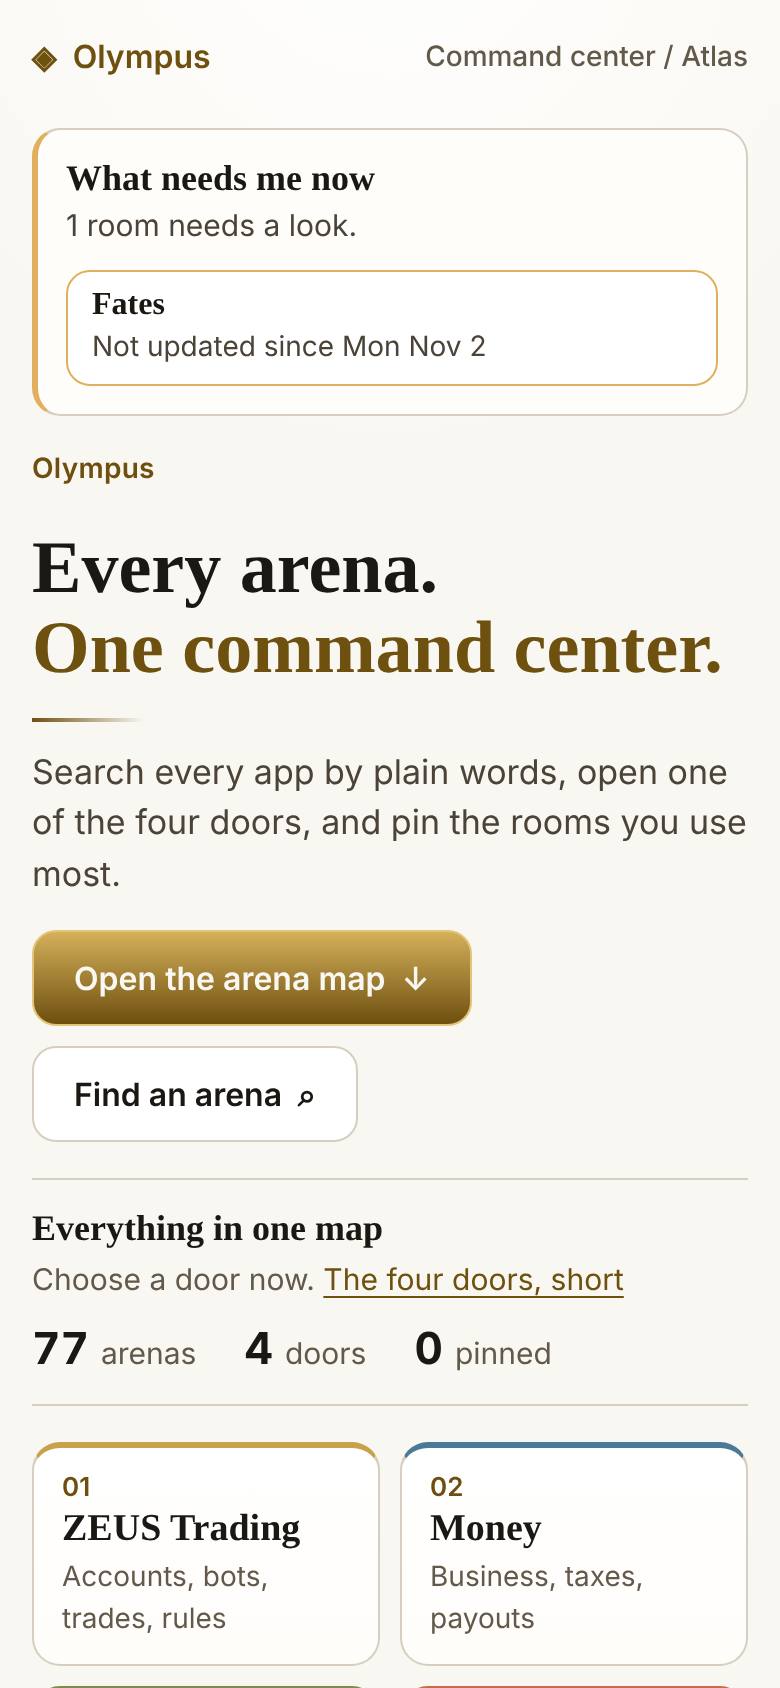 Olympus
Command center / Atlas
What needs me now
1 room needs a look.
Fates
Not updated since Mon Nov 2
Olympus
Every arena.
One command center.
Search every app by plain words, open one
of the four doors, and pin the rooms you use
most.
Open the arena map ↓
Find an arena ⌕
Everything in one map
Choose a door now. The four doors, short
77 arenas 4 doors 0 pinned
01
ZEUS Trading
Accounts, bots,
trades, rules
02
Money
Business, taxes,
payouts